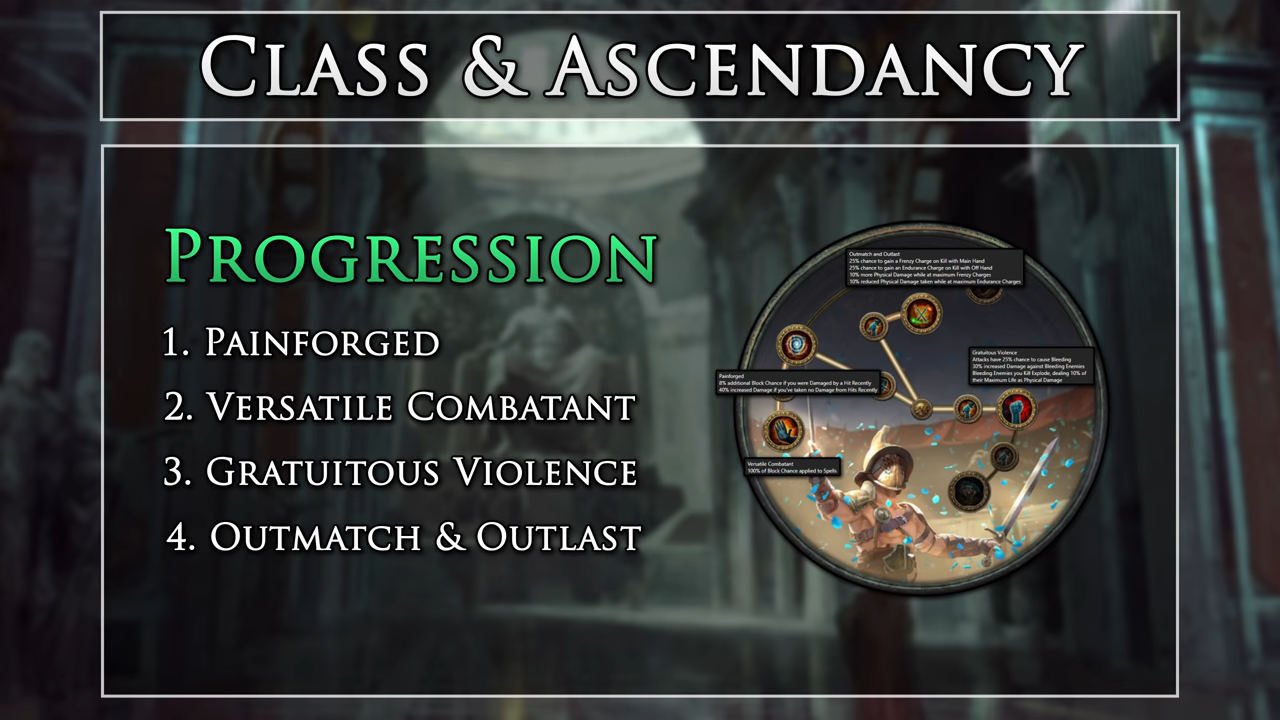 Class & Ascendancy
Progression
1. Painforged
2. Versatile Combatant
3. Gratuitous Violence
4. Outmatch & Outlast
Outmatch and Outlast
25% chance to gain a Frenzy Charge on Kill with Main Hand
25% chance to gain an Endurance Charge on Kill with Off Hand
10% more Physical Damage while at maximum Frenzy Charges
10% reduced Physical Damage taken while at maximum Endurance Charges
Gratuitous Violence
Attacks have 25% chance to cause Bleeding
30% increased Damage against Bleeding Enemies
Bleeding Enemies you Kill Explode, dealing 10% of
their Maximum Life as Physical Damage
Painforged
8% additional Block Chance if you were Damaged by a Hit Recently
40% increased Damage if you've taken no Damage from Hits Recently
Versatile Combatant
100% of Block Chance applied to Spells